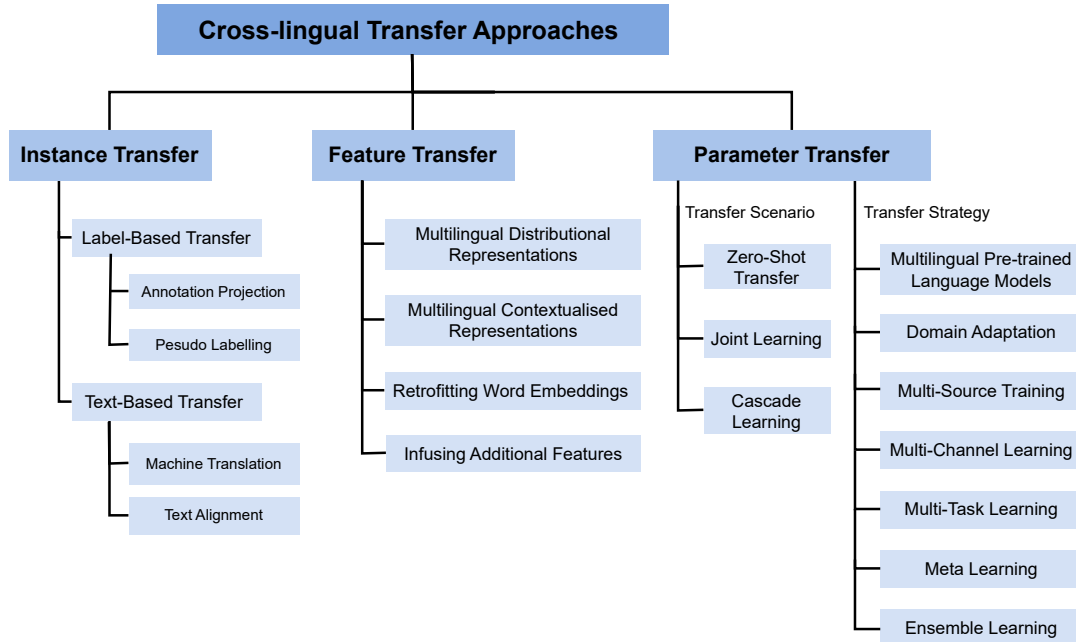 Cross-lingual Transfer Approaches
Instance Transfer
Label-Based Transfer
Annotation Projection
Pesudo Labelling
Text-Based Transfer
Machine Translation
Text Alignment
Feature Transfer
Multilingual Distributional
Representations
Multilingual Contextualised
Representations
Retrofitting Word Embeddings
Infusing Additional Features
Parameter Transfer
Transfer Scenario
Zero-Shot
Transfer
Joint Learning
Cascade
Learning
Transfer Strategy
Multilingual Pre-trained
Language Models
Domain Adaptation
Multi-Source Training
Multi-Channel Learning
Multi-Task Learning
Meta Learning
Ensemble Learning